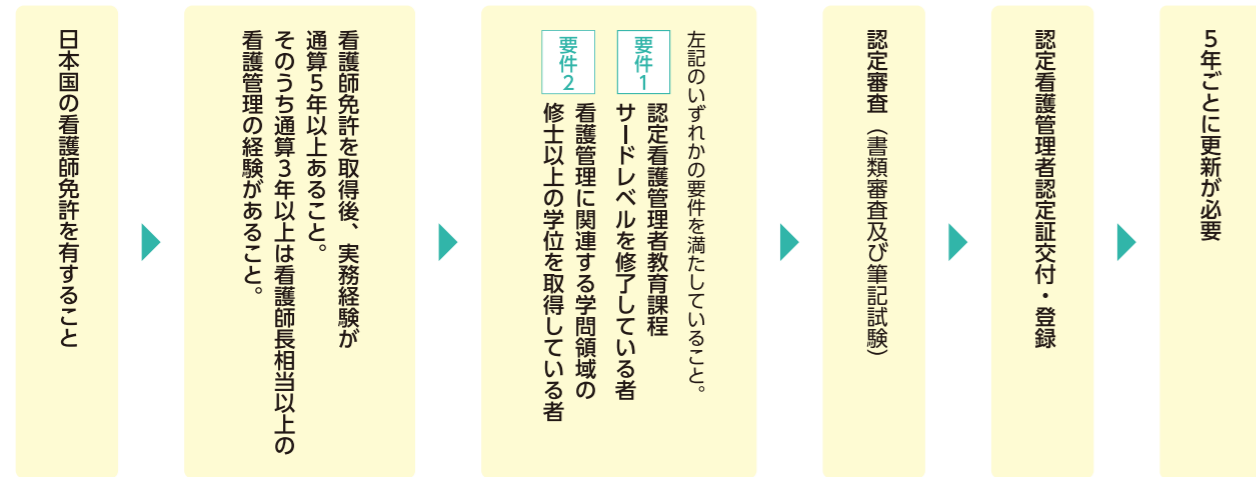 日本国の看護師免許を有すること
看護師免許を取得後、実務経験が
通算5年以上あること。
そのうち通算3年以上は看護師長相当以上の
看護管理の経験があること。
左記のいずれかの要件を満たしていること。
要件1
認定看護管理者教育課程
サードレベルを修了している者
要件2
看護管理に関連する学問領域の
修士以上の学位を取得している者
認定審査（書類審査及び筆記試験）
認定看護管理者認定証交付・登録
5年ごとに更新が必要